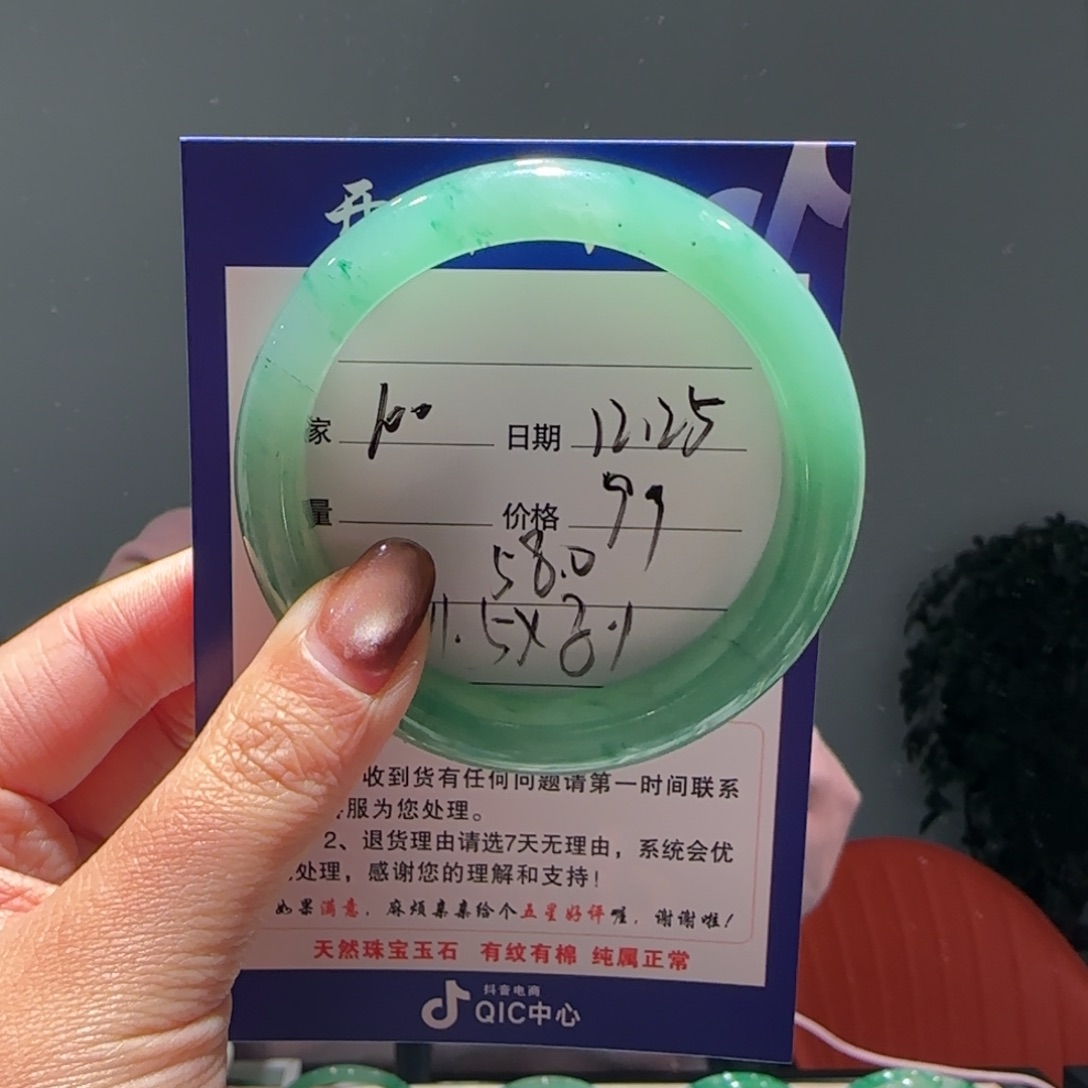 开
家 100 日期 12.25
量 价格 99
58.0
11.5X8.1
收到货有任何问题请第一时间联系
服为您处理。
2、退货理由请选7天无理由，系统会优
处理，感谢您的理解和支持！
如果满意，麻烦亲亲给个五星好评喔，谢谢啦！
天然珠宝玉石 有纹有棉 纯属正常
抖音电商
QIC中心